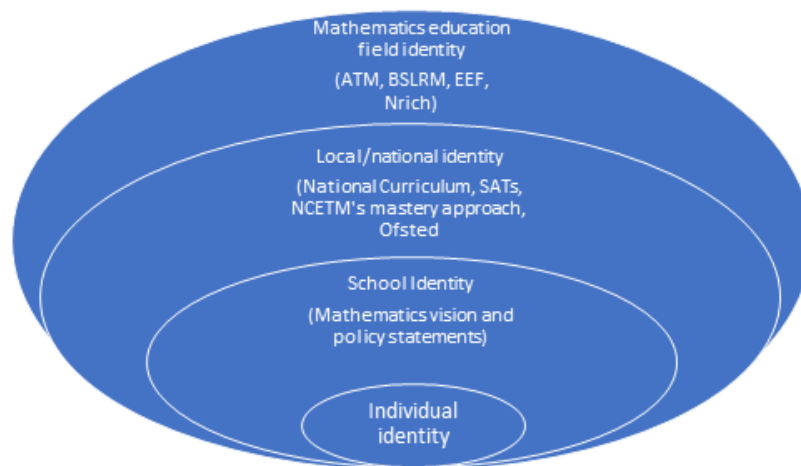 Mathematics education
field identity
(ATM, BSLRM, EEF,
Nrich)
Local/national identity
(National Curriculum, SATs,
NCETM's mastery approach,
Ofsted
School Identity
(Mathematics vision and
policy statements)
Individual
identity